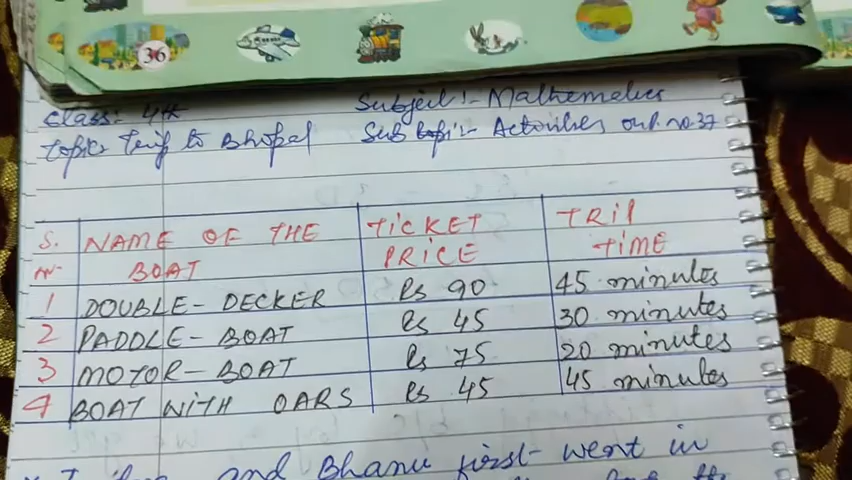 36
Class:- 4th Subject:- Mathematics
Topic:- Trip to Bhopal Sub topic:- Activities on P. no. 37
S. NAME OF THE TICKET TRIP
N. BOAT PRICE TIME
1 DOUBLE-DECKER Rs 90 45 minutes
2 PADDLE-BOAT Rs 45 30 minutes
3 MOTOR-BOAT Rs 75 20 minutes
4 BOAT WITH OARS Rs 45 45 minutes
and Bhanu first went in